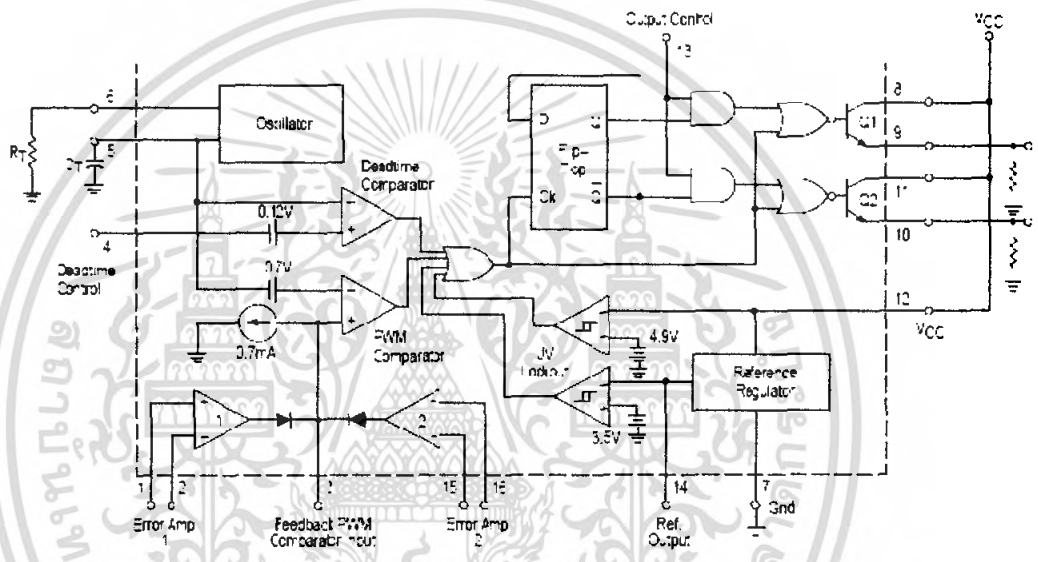 Output Control
VCC
13
6
8
Oscillator
D
Q
Q1
RT
5
CT
Flip-
Flop
9
Deadtime
Comparator
11
0.12V
Ck
Q
Q2
4
10
Deadtime
Control
0.7V
12
VCC
0.7mA
PWM
Comparator
4.9V
UV
Lockout
Reference
Regulator
1
2
3.5V
1
2
3
15
16
14
7
Error Amp
1
Feedback PWM
Comparator Input
Error Amp
2
Ref.
Output
Gnd